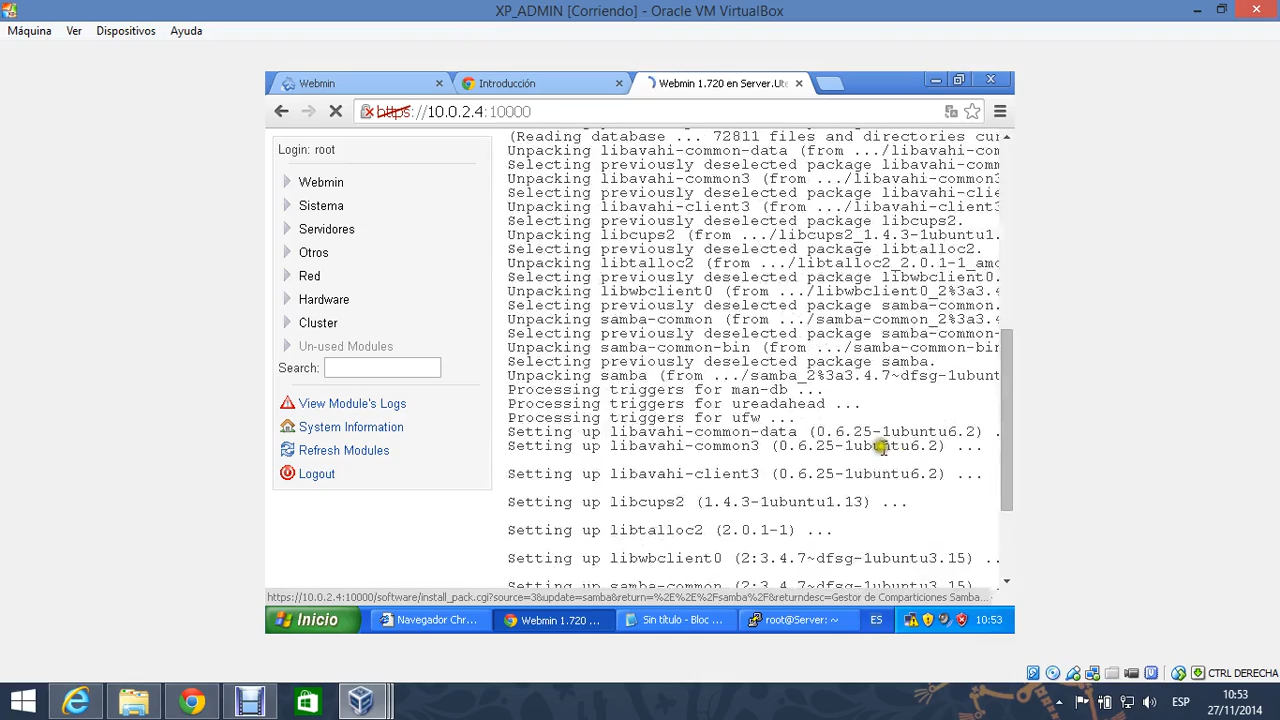 XP_ADMIN [Corriendo] - Oracle VM VirtualBox
Máquina Ver Dispositivos Ayuda
Webmin
Introducción
Webmin 1.720 en Server.Ute
https://10.0.2.4:10000
Login: root
Webmin
Sistema
Servidores
Otros
Red
Hardware
Cluster
Un-used Modules
Search:
View Module's Logs
System Information
Refresh Modules
Logout
(Reading database ... 72811 files and directories cur
Unpacking libavahi-common-data (from .../libavahi-com
Selecting previously deselected package libavahi-comm
Unpacking libavahi-common3 (from .../libavahi-common3
Selecting previously deselected package libavahi-clie
Unpacking libavahi-client3 (from .../libavahi-client3
Selecting previously deselected package libcups2.
Unpacking libcups2 (from .../libcups2_1.4.3-1ubuntu1.
Selecting previously deselected package libtalloc2.
Unpacking libtalloc2 (from .../libtalloc2_2.0.1-1_amd
Selecting previously deselected package libwbclient0.
Unpacking libwbclient0 (from .../libwbclient0_2%3a3.4
Selecting previously deselected package samba-common.
Unpacking samba-common (from .../samba-common_2%3a3.4
Selecting previously deselected package samba-common-
Unpacking samba-common-bin (from .../samba-common-bin
Selecting previously deselected package samba.
Unpacking samba (from .../samba_2%3a3.4.7~dfsg-1ubunt
Processing triggers for man-db ...
Processing triggers for ureadahead ...
Processing triggers for ufw ...
Setting up libavahi-common-data (0.6.25-1ubuntu6.2) .
Setting up libavahi-common3 (0.6.25-1ubuntu6.2) ...
Setting up libavahi-client3 (0.6.25-1ubuntu6.2) ...
Setting up libcups2 (1.4.3-1ubuntu1.13) ...
Setting up libtalloc2 (2.0.1-1) ...
Setting up libwbclient0 (2:3.4.7~dfsg-1ubuntu3.15) ..
Setting up samba-common (2:3.4.7~dfsg-1ubuntu3.15)
https://10.0.2.4:10000/software/install_pack.cgi?source=3&update=samba&return=%2E%2E%2Fsamba%2F&returndesc=Gestor de Comparticiones Samba...
Inicio
Navegador Chr...
Webmin 1.720 ...
Sin título - Bloc ...
root@Server: ~
ES
10:53
CTRL DERECHA
ESP
10:53
27/11/2014